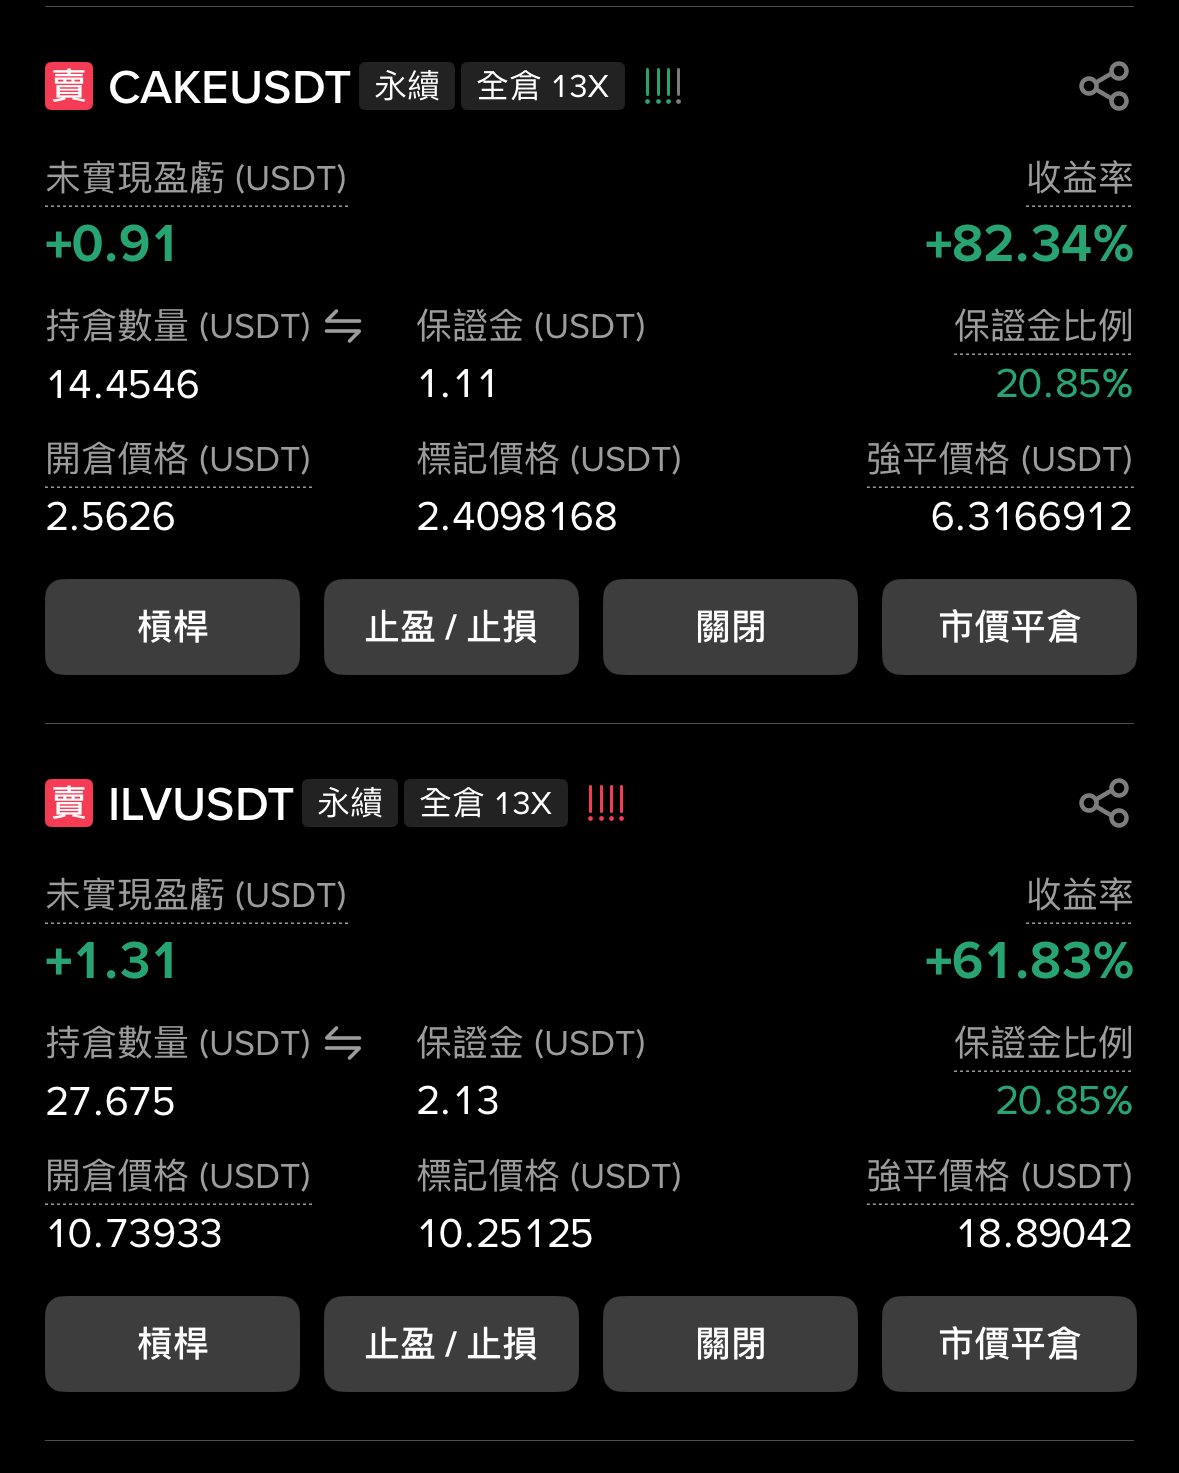 賣 CAKEUSDT 永續 全倉 13X !!!!
未實現盈虧 (USDT) 收益率
+0.91 +82.34%
持倉數量 (USDT) 保證金 (USDT) 保證金比例
14.4546 1.11 20.85%
開倉價格 (USDT) 標記價格 (USDT) 強平價格 (USDT)
2.5626 2.4098168 6.3166912
槓桿 止盈 / 止損 關閉 市價平倉
賣 ILVUSDT 永續 全倉 13X !!!!
未實現盈虧 (USDT) 收益率
+1.31 +61.83%
持倉數量 (USDT) 保證金 (USDT) 保證金比例
27.675 2.13 20.85%
開倉價格 (USDT) 標記價格 (USDT) 強平價格 (USDT)
10.73933 10.25125 18.89042
槓桿 止盈 / 止損 關閉 市價平倉